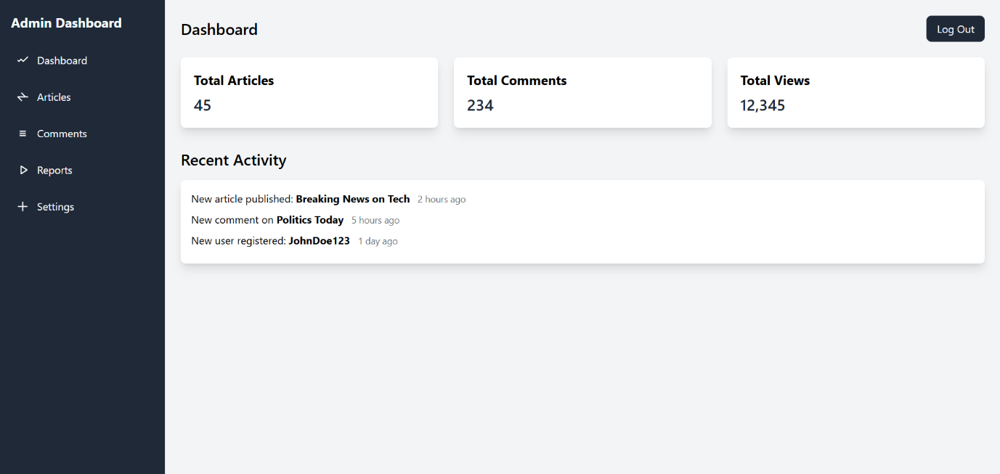 Admin Dashboard
Dashboard
Articles
Comments
Reports
Settings
Dashboard
Log Out
Total Articles
45
Total Comments
234
Total Views
12,345
Recent Activity
New article published: Breaking News on Tech 2 hours ago
New comment on Politics Today 5 hours ago
New user registered: JohnDoe123 1 day ago